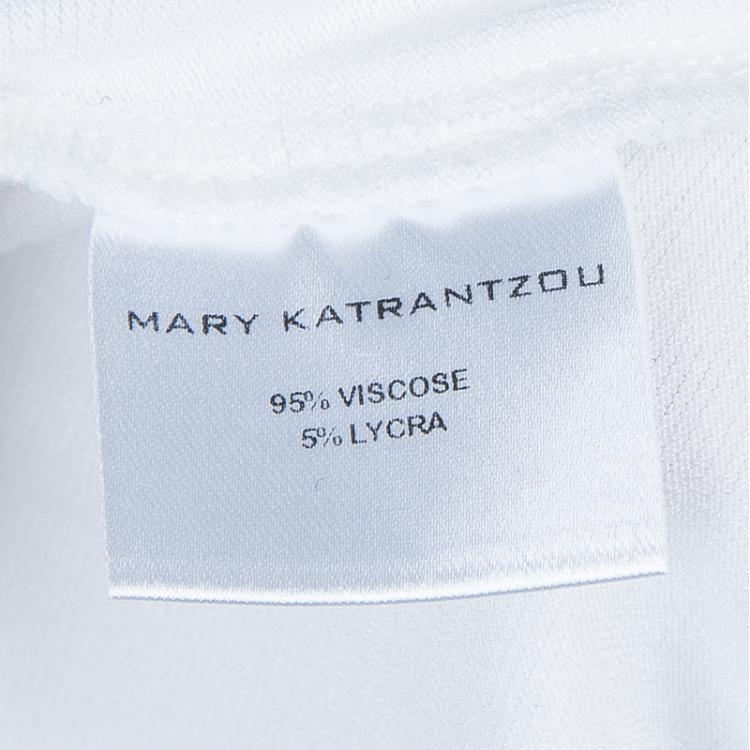 MARY KATRANTZOU
95% VISCOSE
5% LYCRA